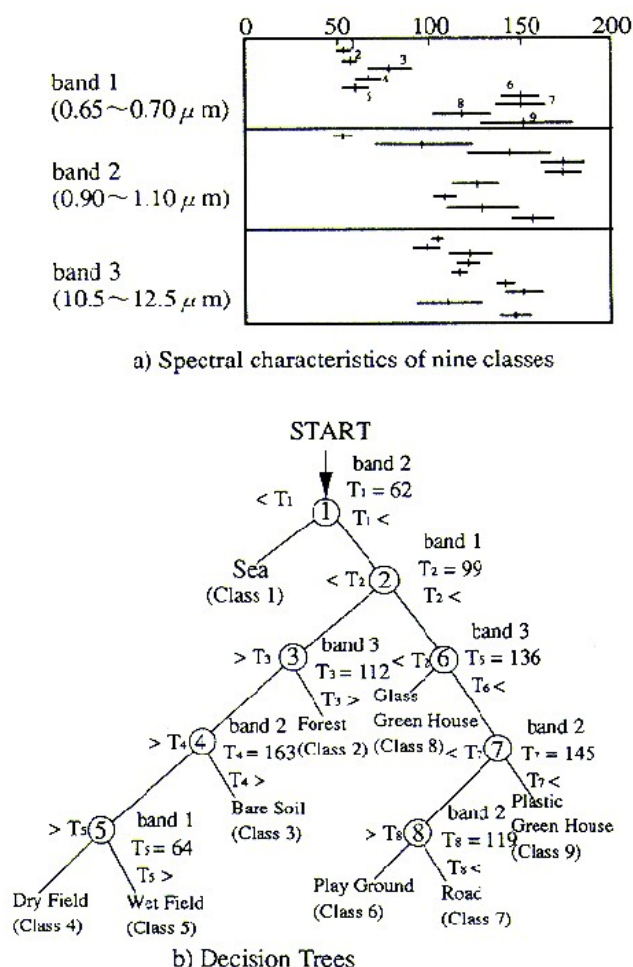 0 50 100 150 200
band 1
(0.65~0.70 μ m)
2
3
4
5
6
7
8
9
band 2
(0.90~1.10 μ m)
band 3
(10.5~12.5 μ m)
a) Spectral characteristics of nine classes
START
band 2
< T1
T1 = 62
1
T1 <
band 1
Sea
(Class 1)
< T2
2
T2 = 99
T2 <
> T3
3
band 3
T3 = 112
T3 >
Forest
(Class 2)
6
band 3
T5 = 136
T6 <
Glass
Green House
(Class 8)
> T4
4
band 2
T4 = 163
T4 >
Bare Soil
(Class 3)
< T7
7
band 2
T7 = 145
T7 <
Plastic
Green House
(Class 9)
> T5
5
band 1
T5 = 64
T5 >
Dry Field
(Class 4)
Wet Field
(Class 5)
> T8
8
band 2
T8 = 119
T8 <
Play Ground
(Class 6)
Road
(Class 7)
b) Decision Trees